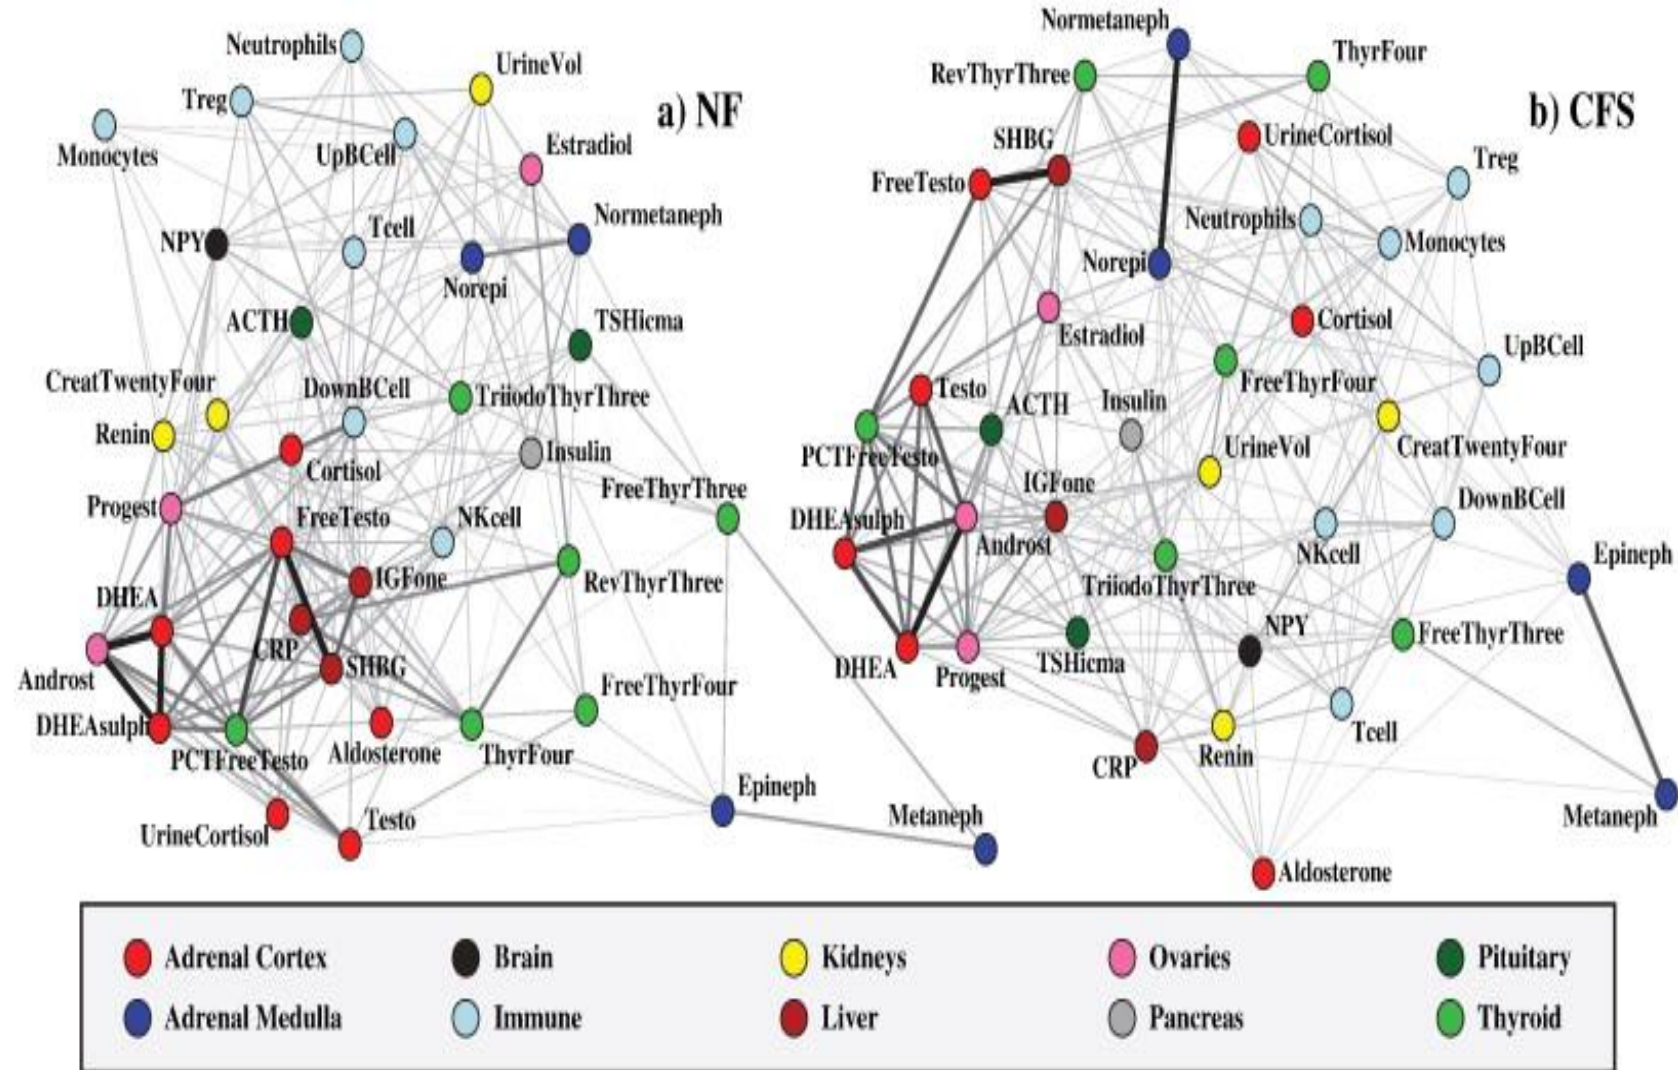 a) NF
Neutrophils
UrineVol
Treg
UpBCell
Monocytes
Estradiol
Normetaneph
Tcell
NPY
Norepi
ACTH
TSHicma
CreatTwentyFour
DownBCell
TriiodoThyrThree
Renin
Cortisol
Insulin
FreeThyrThree
Progest
FreeTesto
NKcell
IGFone
RevThyrThree
DHEA
CRP
SHBG
Androst
FreeThyrFour
DHEAsulph
PCTFreeTesto
Aldosterone
ThyrFour
Epineph
Metaneph
UrineCortisol
Testo
b) CFS
Normetaneph
ThyrFour
RevThyrThree
SHBG
UrineCortisol
Treg
FreeTesto
Neutrophils
Monocytes
Norepi
Cortisol
Estradiol
UpBCell
FreeThyrFour
Testo
ACTH
Insulin
PCTFreeTesto
UrineVol
CreatTwentyFour
IGFone
DownBCell
DHEAsulph
Androst
NKcell
Epineph
TriiodoThyrThree
NPY
FreeThyrThree
DHEA
Progest
TSHicma
Tcell
CRP
Renin
Metaneph
Aldosterone
Adrenal Cortex
Brain
Kidneys
Ovaries
Pituitary
Adrenal Medulla
Immune
Liver
Pancreas
Thyroid